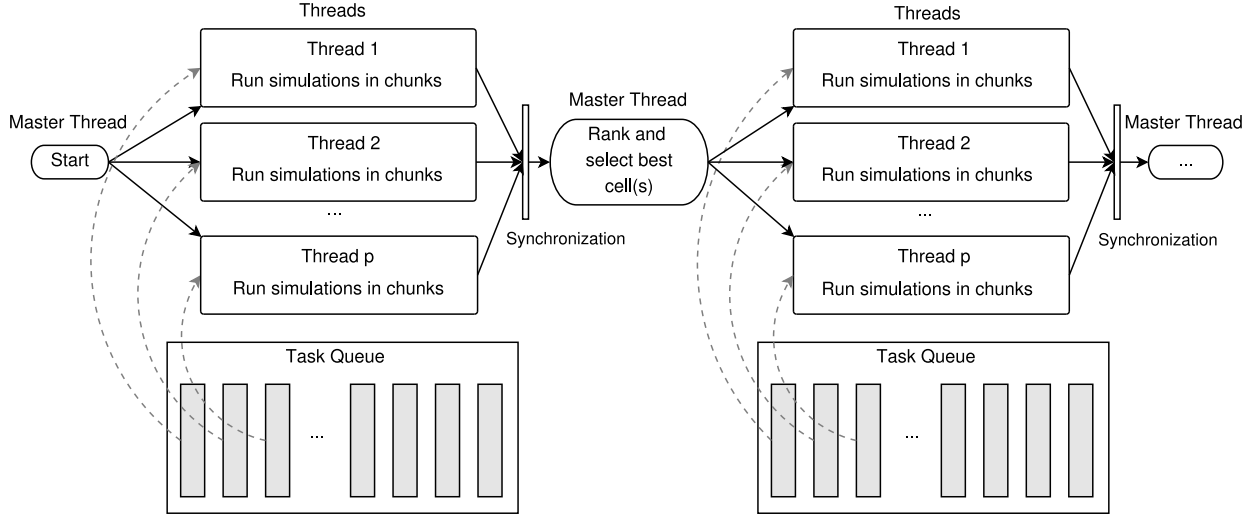 Threads
Thread 1
Run simulations in chunks
Master Thread
Start
Thread 2
Run simulations in chunks
...
Thread p
Run simulations in chunks
Synchronization
Task Queue
...
Master Thread
Rank and
select best
cell(s)
Threads
Thread 1
Run simulations in chunks
Thread 2
Run simulations in chunks
...
Thread p
Run simulations in chunks
Synchronization
Master Thread
...
Task Queue
...